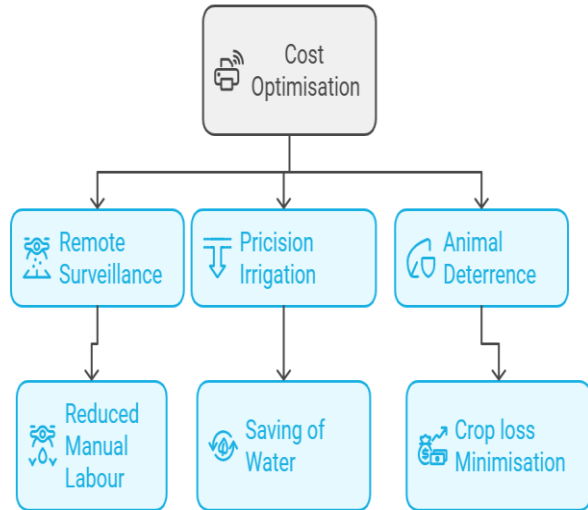 Cost
Optimisation
Remote
Surveillance
Pricision
Irrigation
Animal
Deterrence
Reduced
Manual
Labour
Saving of
Water
Crop loss
Minimisation